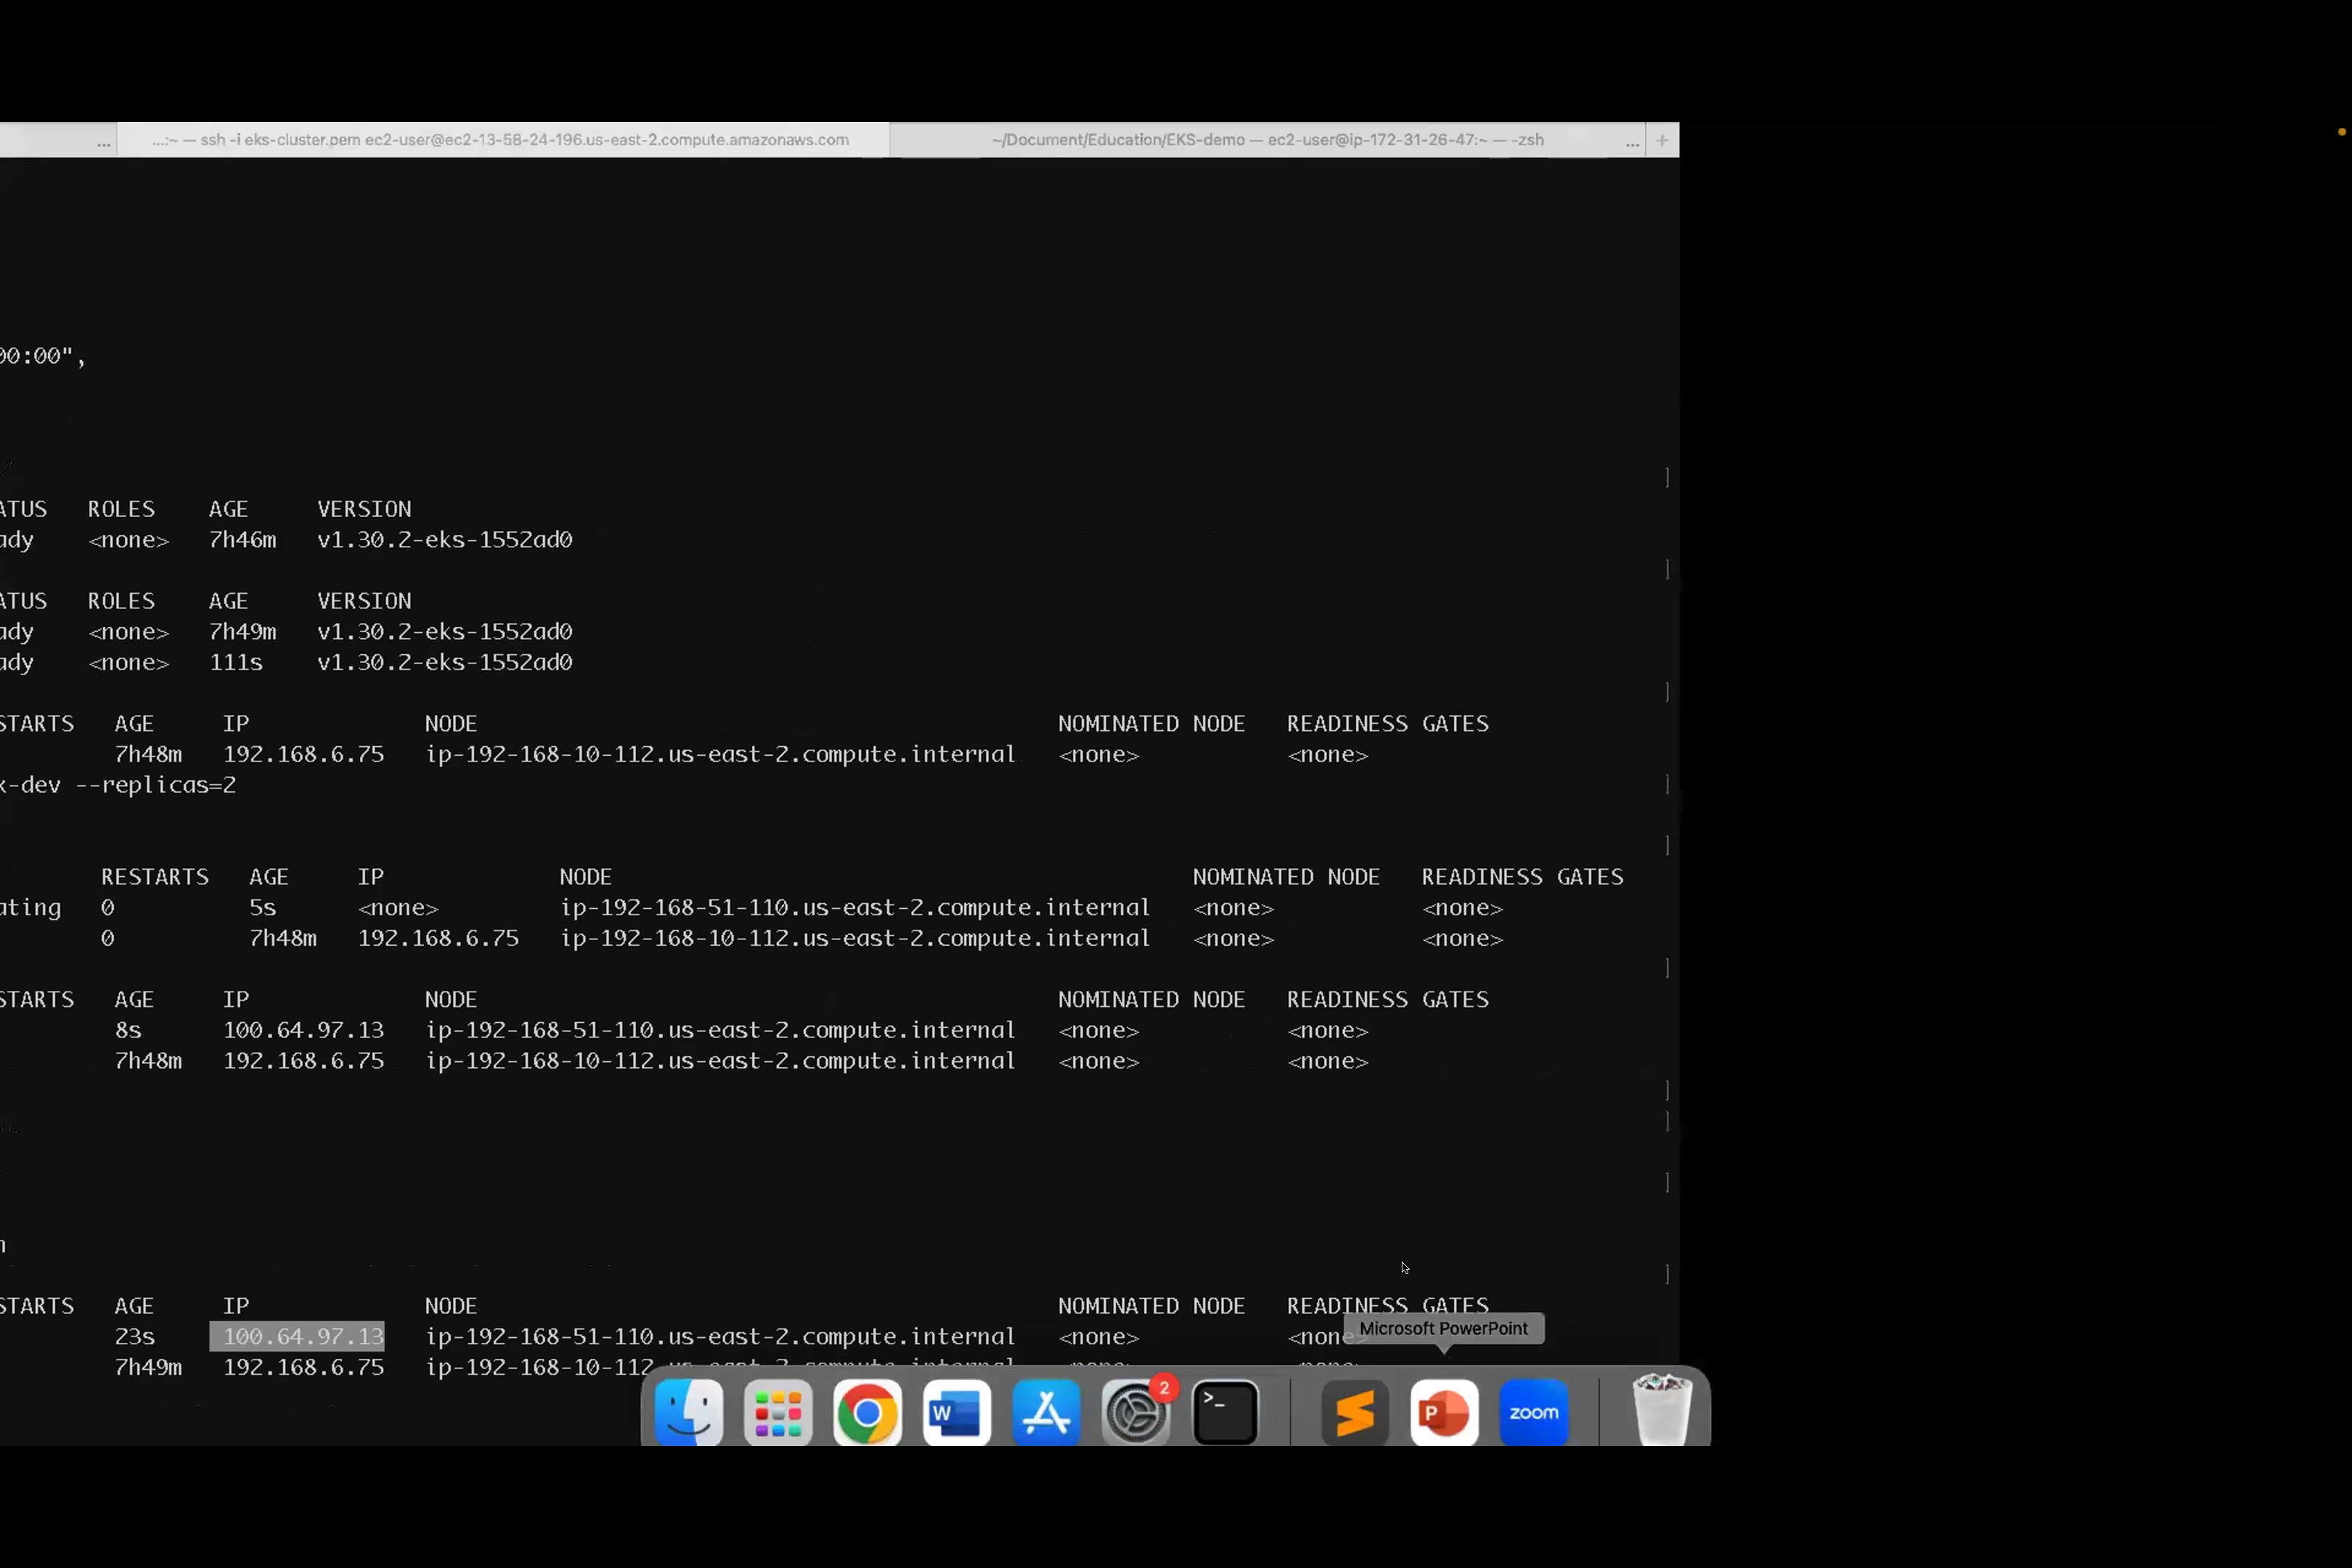 ... ....:~ — ssh -i eks-cluster.pem ec2-user@ec2-13-58-24-196.us-east-2.compute.amazonaws.com ~/Document/Education/EKS-demo — ec2-user@ip-172-31-26-47:~ — -zsh ... +
00:00",
]
ATUS ROLES AGE VERSION
ady <none> 7h46m v1.30.2-eks-1552ad0
]
ATUS ROLES AGE VERSION
ady <none> 7h49m v1.30.2-eks-1552ad0
ady <none> 111s v1.30.2-eks-1552ad0
]
STARTS AGE IP NODE NOMINATED NODE READINESS GATES
7h48m 192.168.6.75 ip-192-168-10-112.us-east-2.compute.internal <none> <none>
x-dev --replicas=2 ]
]
RESTARTS AGE IP NODE NOMINATED NODE READINESS GATES
ating 0 5s <none> ip-192-168-51-110.us-east-2.compute.internal <none> <none>
0 7h48m 192.168.6.75 ip-192-168-10-112.us-east-2.compute.internal <none> <none>
]
STARTS AGE IP NODE NOMINATED NODE READINESS GATES
8s 100.64.97.13 ip-192-168-51-110.us-east-2.compute.internal <none> <none>
7h48m 192.168.6.75 ip-192-168-10-112.us-east-2.compute.internal <none> <none>
]
]
]
]
STARTS AGE IP NODE NOMINATED NODE READINESS GATES
23s 100.64.97.13 ip-192-168-51-110.us-east-2.compute.internal <none> <none
Microsoft PowerPoint
7h49m 192.168.6.75 ip-192-168-10-112.us-east-2.compute.internal
2
W
>_
P
zoom